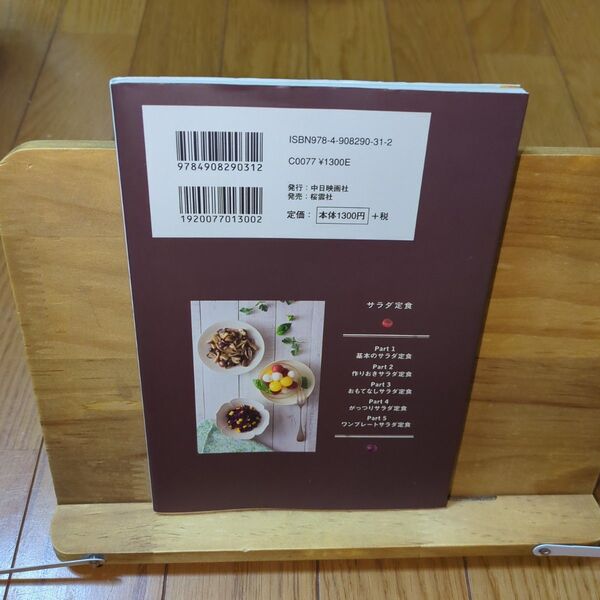 ISBN978-4-908290-31-2
9784908290312
C0077 ¥1300E
発行：中日映画社
発売：桜雲社
1920077013002
定価： 本体1300円 +税
サラダ定食
Part 1
基本のサラダ定食
Part 2
作りおきサラダ定食
Part 3
おもてなしサラダ定食
Part 4
がっつりサラダ定食
Part 5
ワンプレートサラダ定食